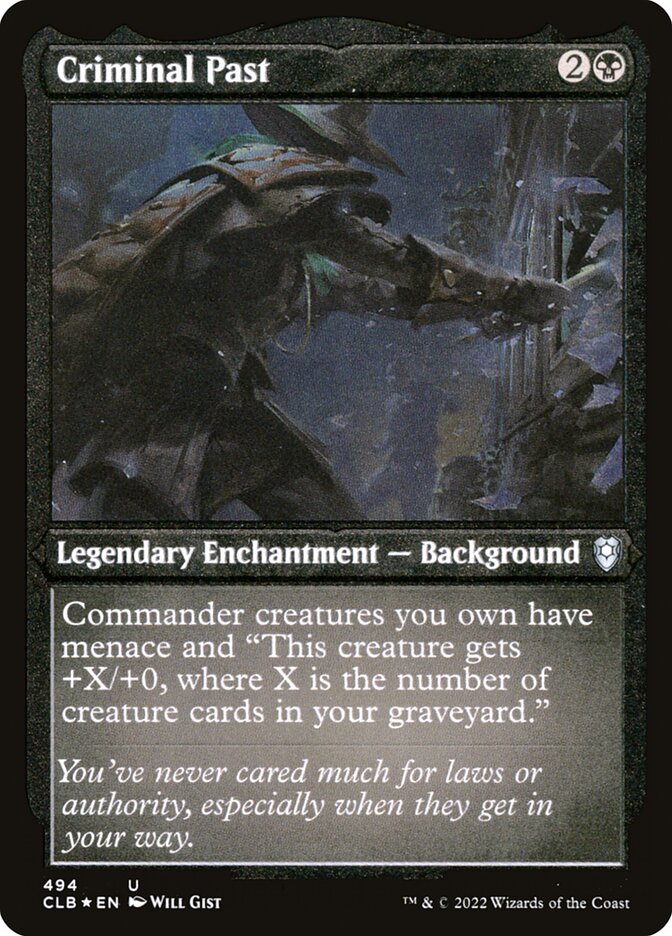 Criminal Past 2
Legendary Enchantment — Background
Commander creatures you own have
menace and “This creature gets
+X/+0, where X is the number of
creature cards in your graveyard.”
You’ve never cared much for laws or
authority, especially when they get in
your way.
494 U
CLB★EN Will Gist ™ & © 2022 Wizards of the Coast